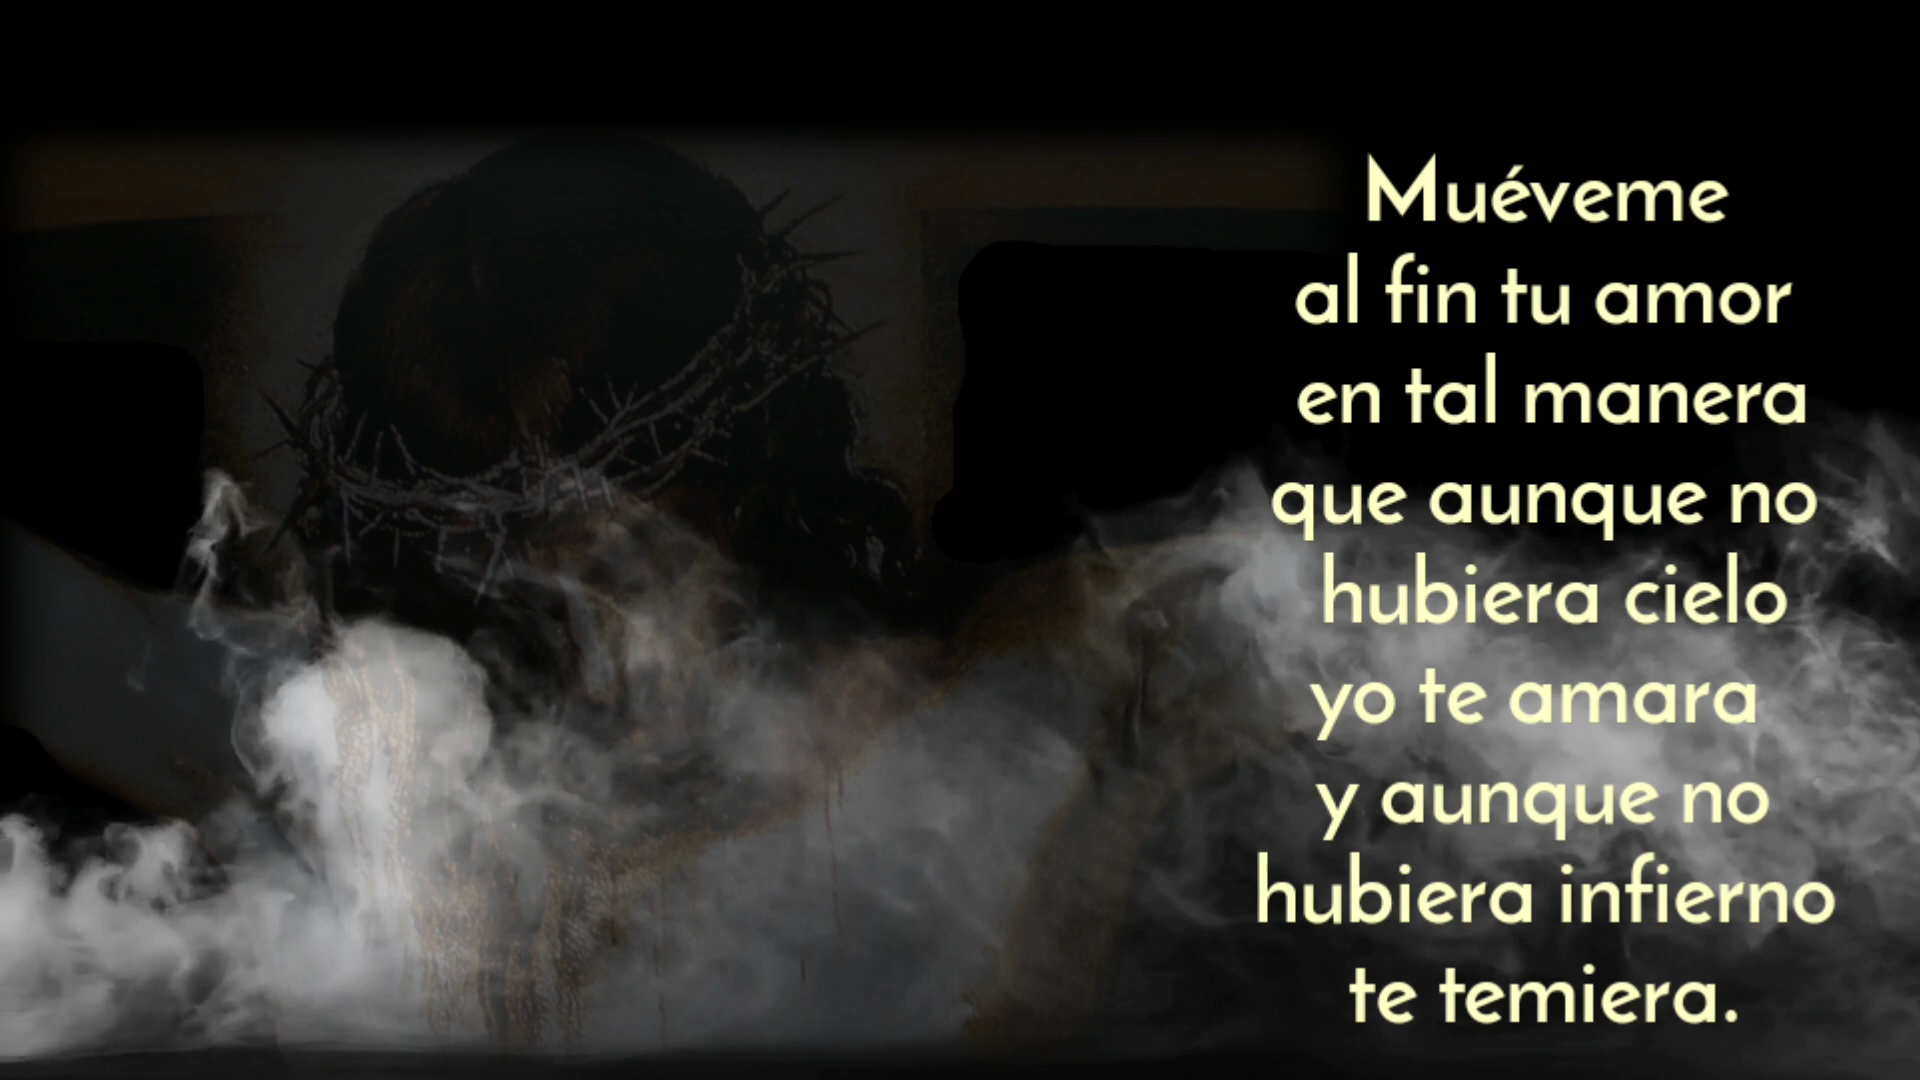 Muéveme
al fin tu amor
en tal manera
que aunque no
hubiera cielo
yo te amara
y aunque no
hubiera infierno
te temiera.